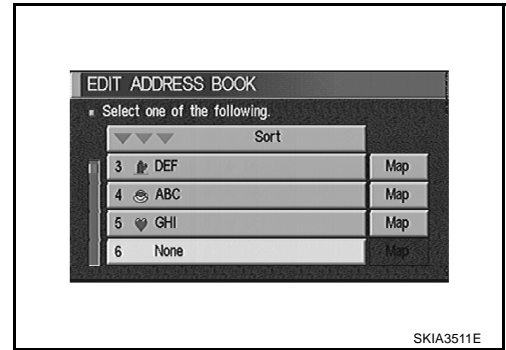 EDIT ADDRESS BOOK
Select one of the following.
Sort
3 DEF Map
4 ABC Map
5 GHI Map
6 None Map
SKIA3511E